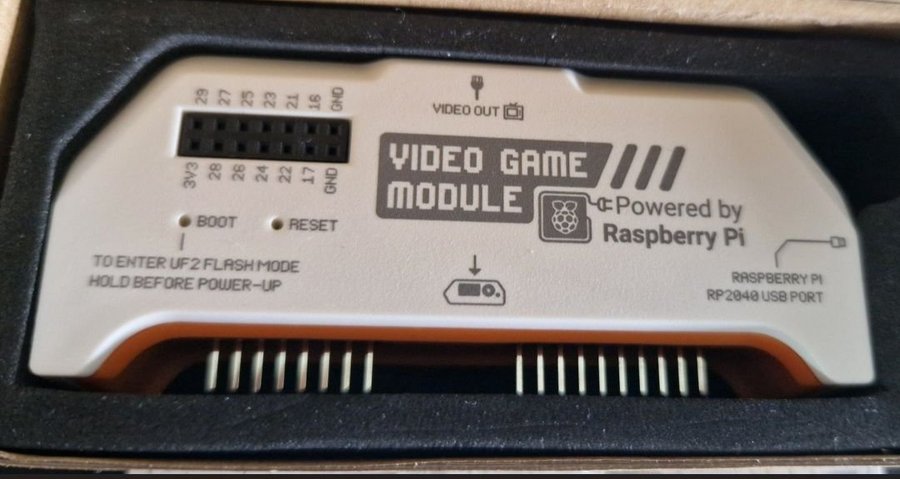 29 27 25 23 21 16 GND
3V3 28 26 24 22 17 GND
BOOT
RESET
TO ENTER UF2 FLASH MODE
HOLD BEFORE POWER-UP
VIDEO OUT
VIDEO GAME
MODULE
Powered by
Raspberry Pi
RASPBERRY PI
RP2040 USB PORT